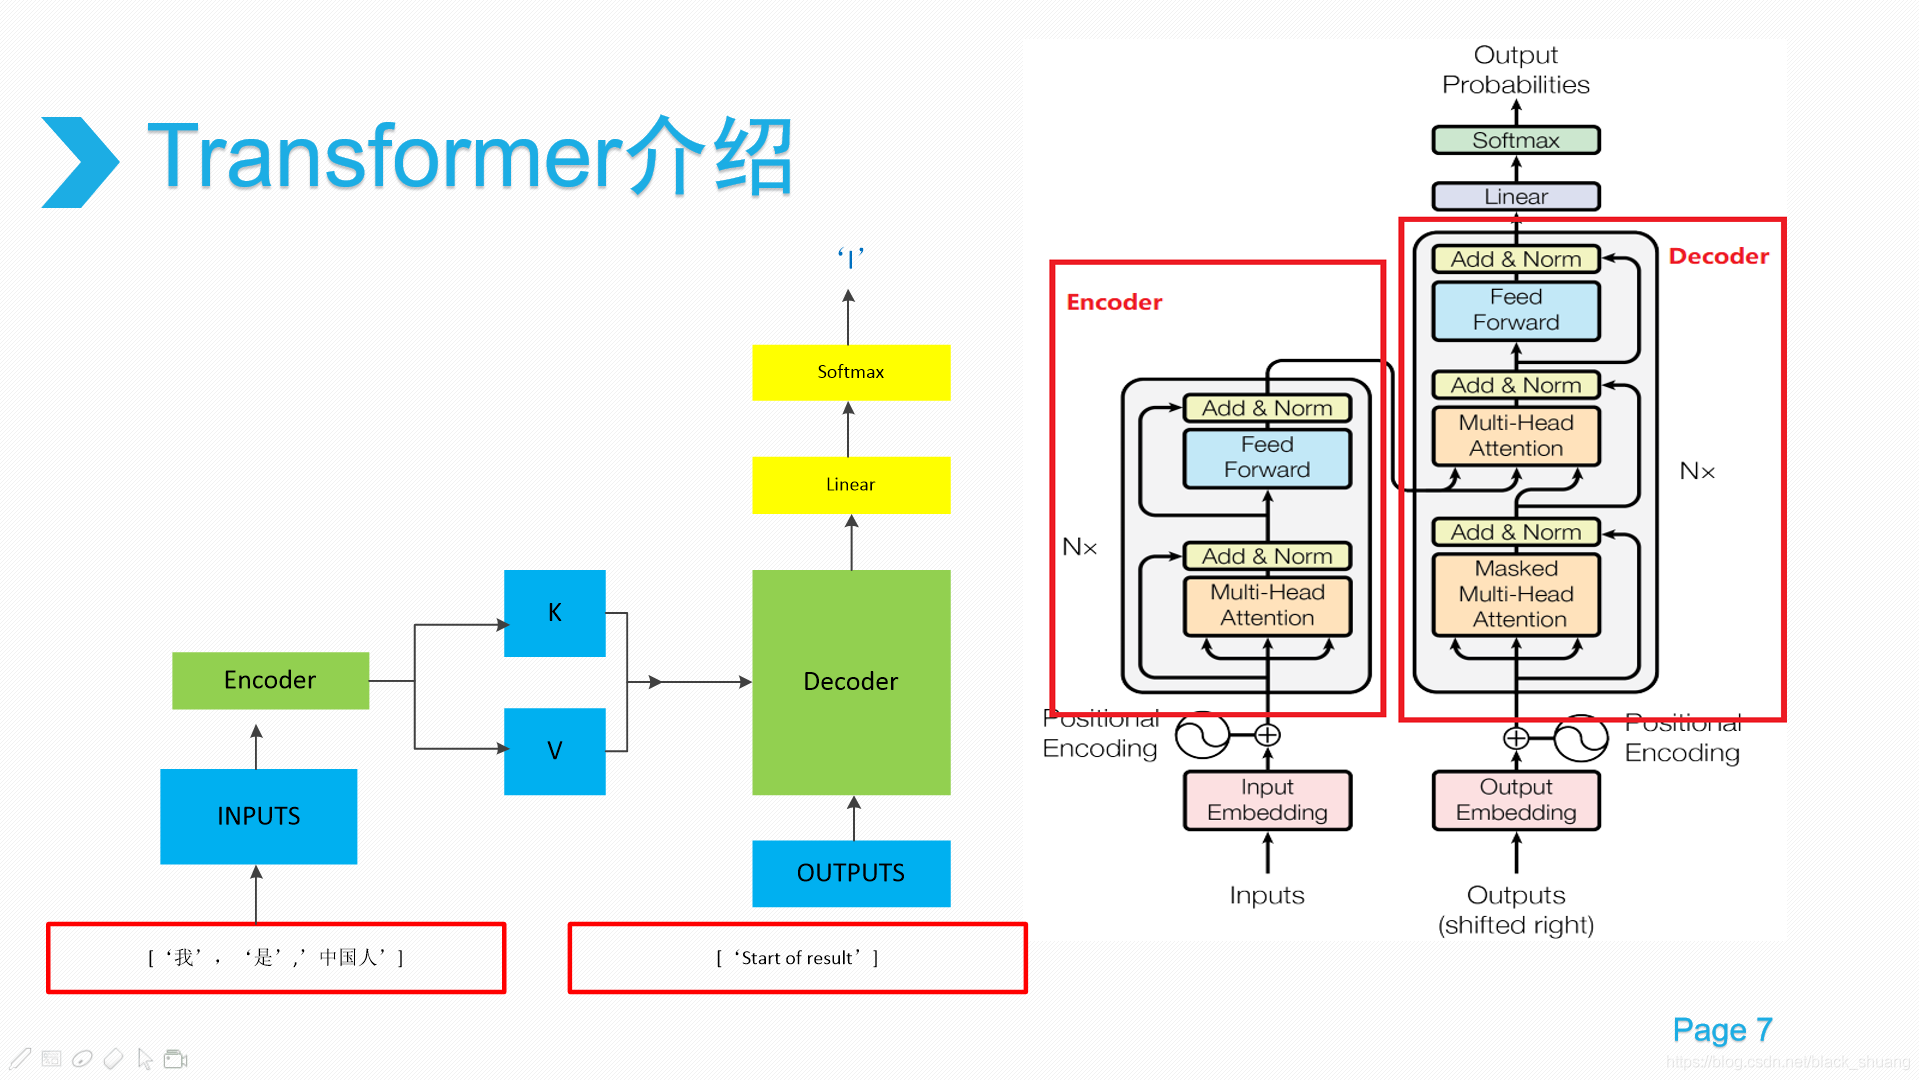 Transformer介绍
‘I’
Softmax
Linear
K
Encoder
Decoder
V
INPUTS
OUTPUTS
[‘我’，‘是’,’中国人’]
[‘Start of result’]
Output
Probabilities
Softmax
Linear
Decoder
Add & Norm
Feed
Forward
Add & Norm
Multi-Head
Attention
Nx
Add & Norm
Masked
Multi-Head
Attention
Encoder
Add & Norm
Feed
Forward
Nx
Add & Norm
Multi-Head
Attention
Positional
Encoding
Positional
Encoding
Input
Embedding
Output
Embedding
Inputs
Outputs
(shifted right)
Page 7
https://blog.csdn.net/black_shuang